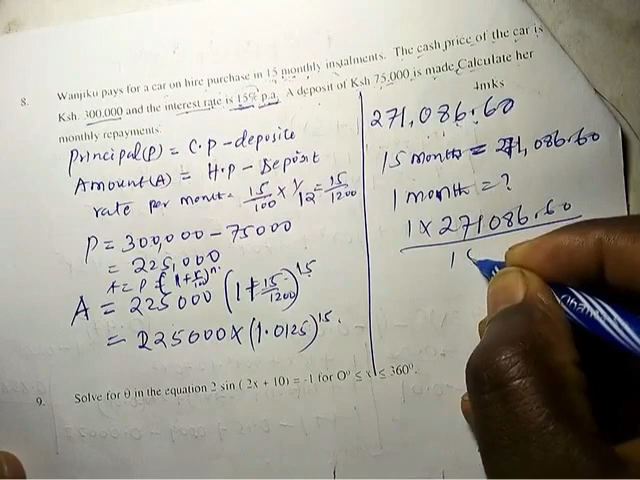 8. Wanjiku pays for a car on hire purchase in 15 monthly instalments. The cash price of the car is
Ksh. 300,000 and the interest rate is 15% p.a. A deposit of Ksh 75,000 is made. Calculate her
monthly repayments. 4mks
Principal(P) = C.P - deposite
Amount(A) = H.P - Deposit
rate per month = 15/100 x 1/12 = 15/1200
P = 300,000 - 75000
= 225,000
A = 225000 (1 + 15/1200)^15
= 225000 x (1.0125)^15.
271,086.60
15 months = 271,086.60
1 month = ?
1 x 271086.60
15
9. Solve for θ in the equation 2 sin ( 2x + 10) = -1 for 0⁰ ≤ x ≤ 360⁰.